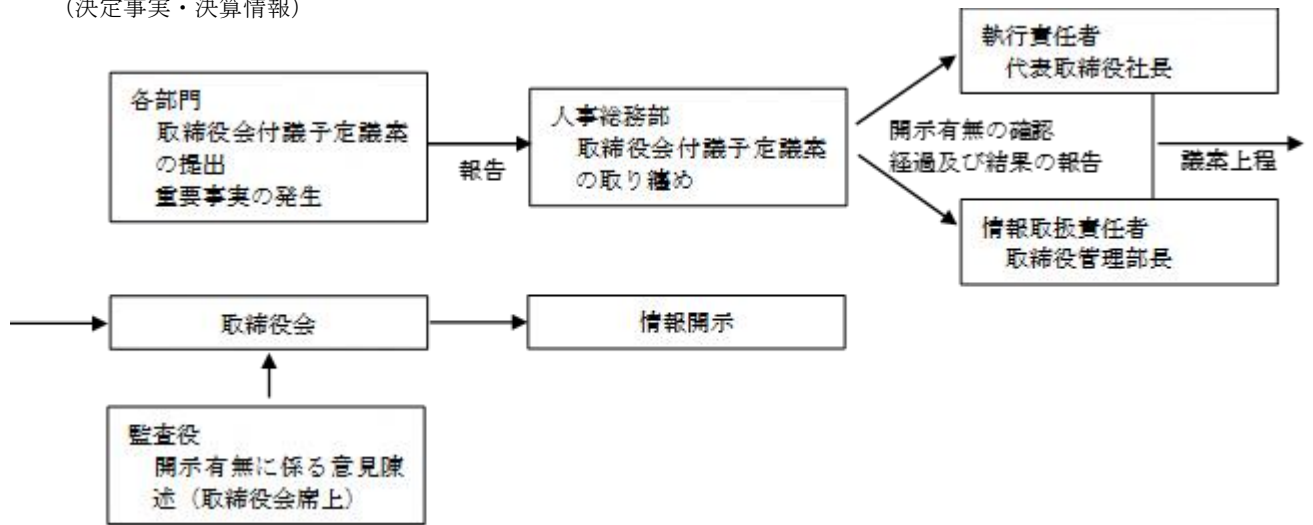 (決定事実・決算情報)
各部門
取締役会付議予定議案
の提出
重要事実の発生
報告
人事総務部
取締役会付議予定議案
の取り纏め
開示有無の確認
経過及び結果の報告
執行責任者
代表取締役社長
情報取扱責任者
取締役管理部長
議案上程
取締役会
情報開示
監査役
開示有無に係る意見陳
述(取締役会席上)